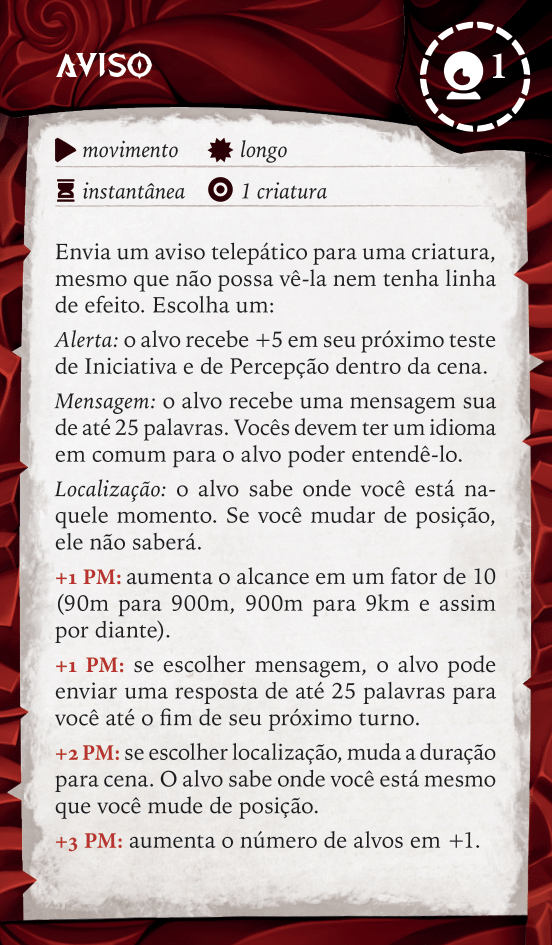 AVISO
1
movimento longo
instantânea 1 criatura
Envia um aviso telepático para uma criatura,
mesmo que não possa vê-la nem tenha linha
de efeito. Escolha um:
Alerta: o alvo recebe +5 em seu próximo teste
de Iniciativa e de Percepção dentro da cena.
Mensagem: o alvo recebe uma mensagem sua
de até 25 palavras. Vocês devem ter um idioma
em comum para o alvo poder entendê-lo.
Localização: o alvo sabe onde você está na-
quele momento. Se você mudar de posição,
ele não saberá.
+1 PM: aumenta o alcance em um fator de 10
(90m para 900m, 900m para 9km e assim
por diante).
+1 PM: se escolher mensagem, o alvo pode
enviar uma resposta de até 25 palavras para
você até o fim de seu próximo turno.
+2 PM: se escolher localização, muda a duração
para cena. O alvo sabe onde você está mesmo
que você mude de posição.
+3 PM: aumenta o número de alvos em +1.